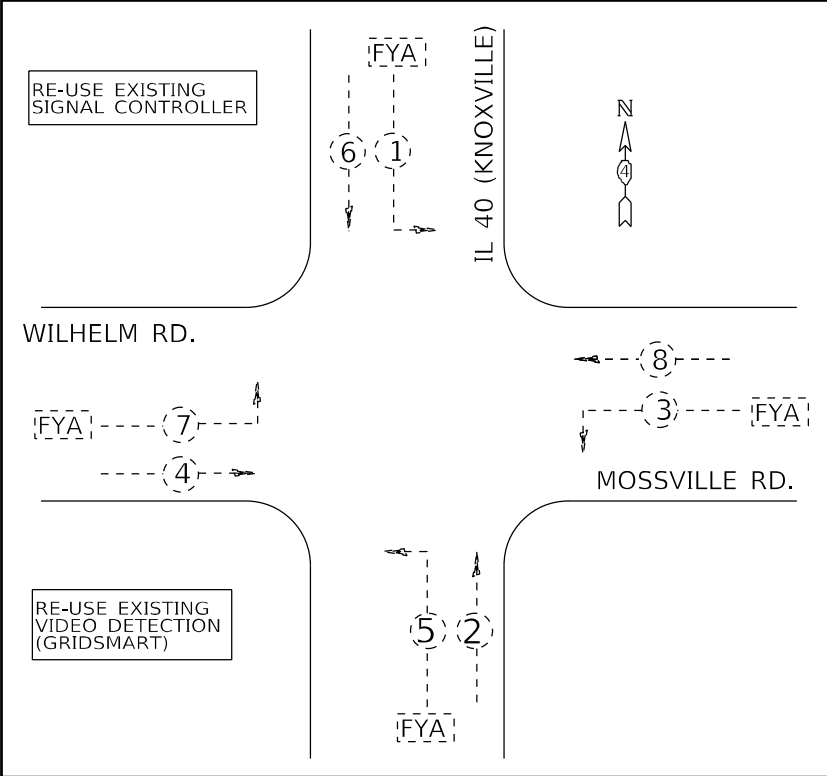 FYA
RE-USE EXISTING
SIGNAL CONTROLLER
IL 40 (KNOXVILLE)
N
4
6
1
WILHELM RD.
8
3
FYA
FYA
7
4
MOSSVILLE RD.
RE-USE EXISTING
VIDEO DETECTION
(GRIDSMART)
5
2
FYA